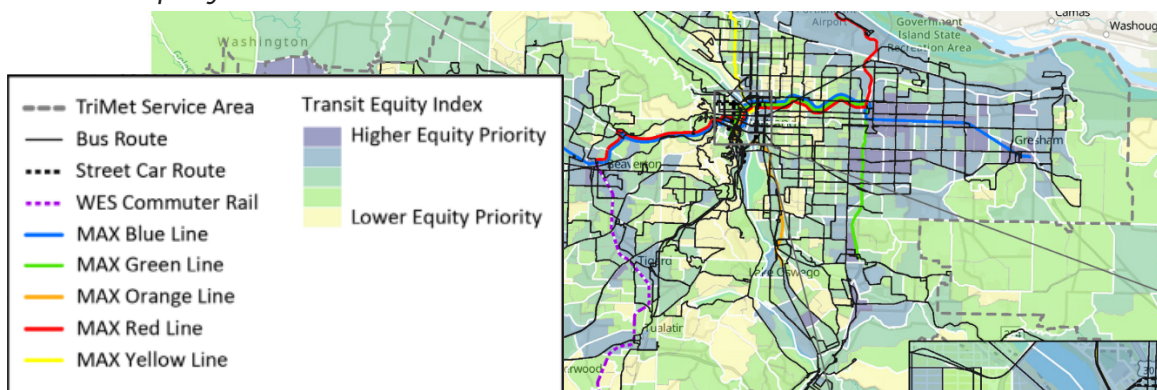 Washington
Airport
Government
Island State
Recreation Area
Camas
Washoug
TriMet Service Area
Bus Route
Street Car Route
WES Commuter Rail
MAX Blue Line
MAX Green Line
MAX Orange Line
MAX Red Line
MAX Yellow Line
Transit Equity Index
Higher Equity Priority
Lower Equity Priority
Beaverton
Gresham
Tigard
Lake Oswego
Tualatin